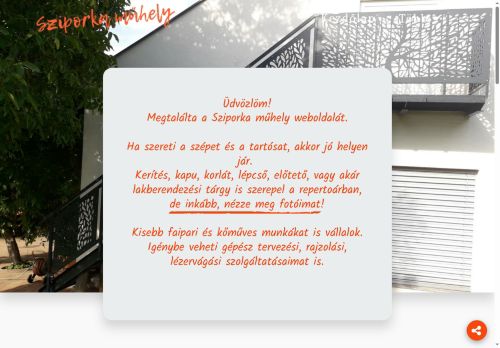 Sziporka műhely
Üdvözlöm!
Megtalálta a Sziporka műhely weboldalát.
Ha szereti a szépet és a tartósat, akkor jó helyen
jár.
Kerítés, kapu, korlát, lépcső, előtető, vagy akár
lakberendezési tárgy is szerepel a repertoárban,
de inkább, nézze meg fotóimat!
Kisebb faipari és kőműves munkákat is vállalok.
Igénybe veheti gépész tervezési, rajzolási,
lézervágási szolgáltatásaimat is.